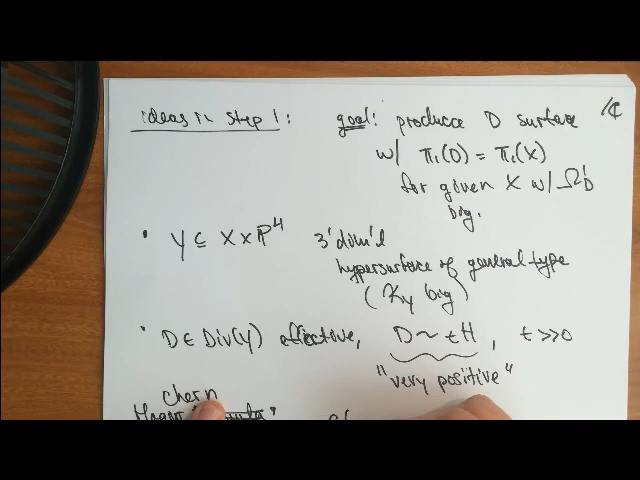 ideas in Step 1: goal: produce D surface /ℂ
w/ π₁(D) = π₁(X)
for given X w/ Ω¹
big.
• Y ⊆ X × ℙ⁴ 3'dim'l
hypersurface of general type
(K_Y big)
• D ∈ Div(Y) effective, D ~ tH, t >> 0
"very positive"
Chern